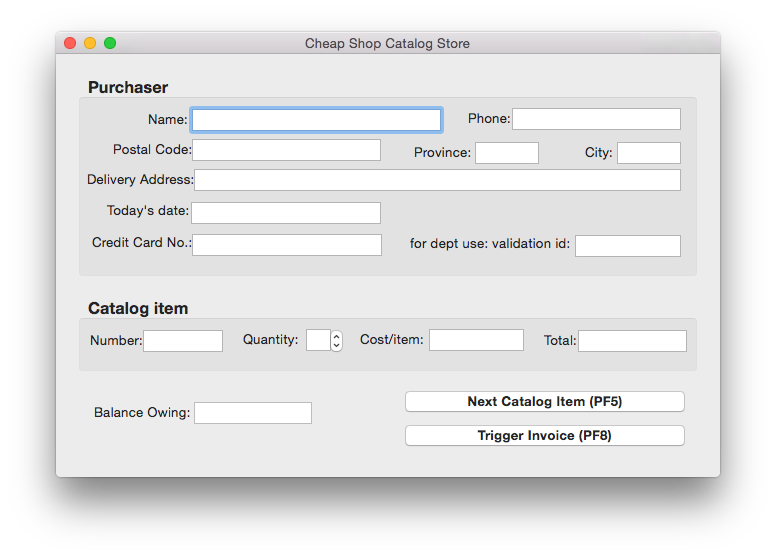 Cheap Shop Catalog Store
Purchaser
Name: Phone:
Postal Code: Province: City:
Delivery Address:
Today's date:
Credit Card No.: for dept use: validation id:
Catalog item
Number: Quantity: Cost/item: Total:
Next Catalog Item (PF5)
Balance Owing:
Trigger Invoice (PF8)